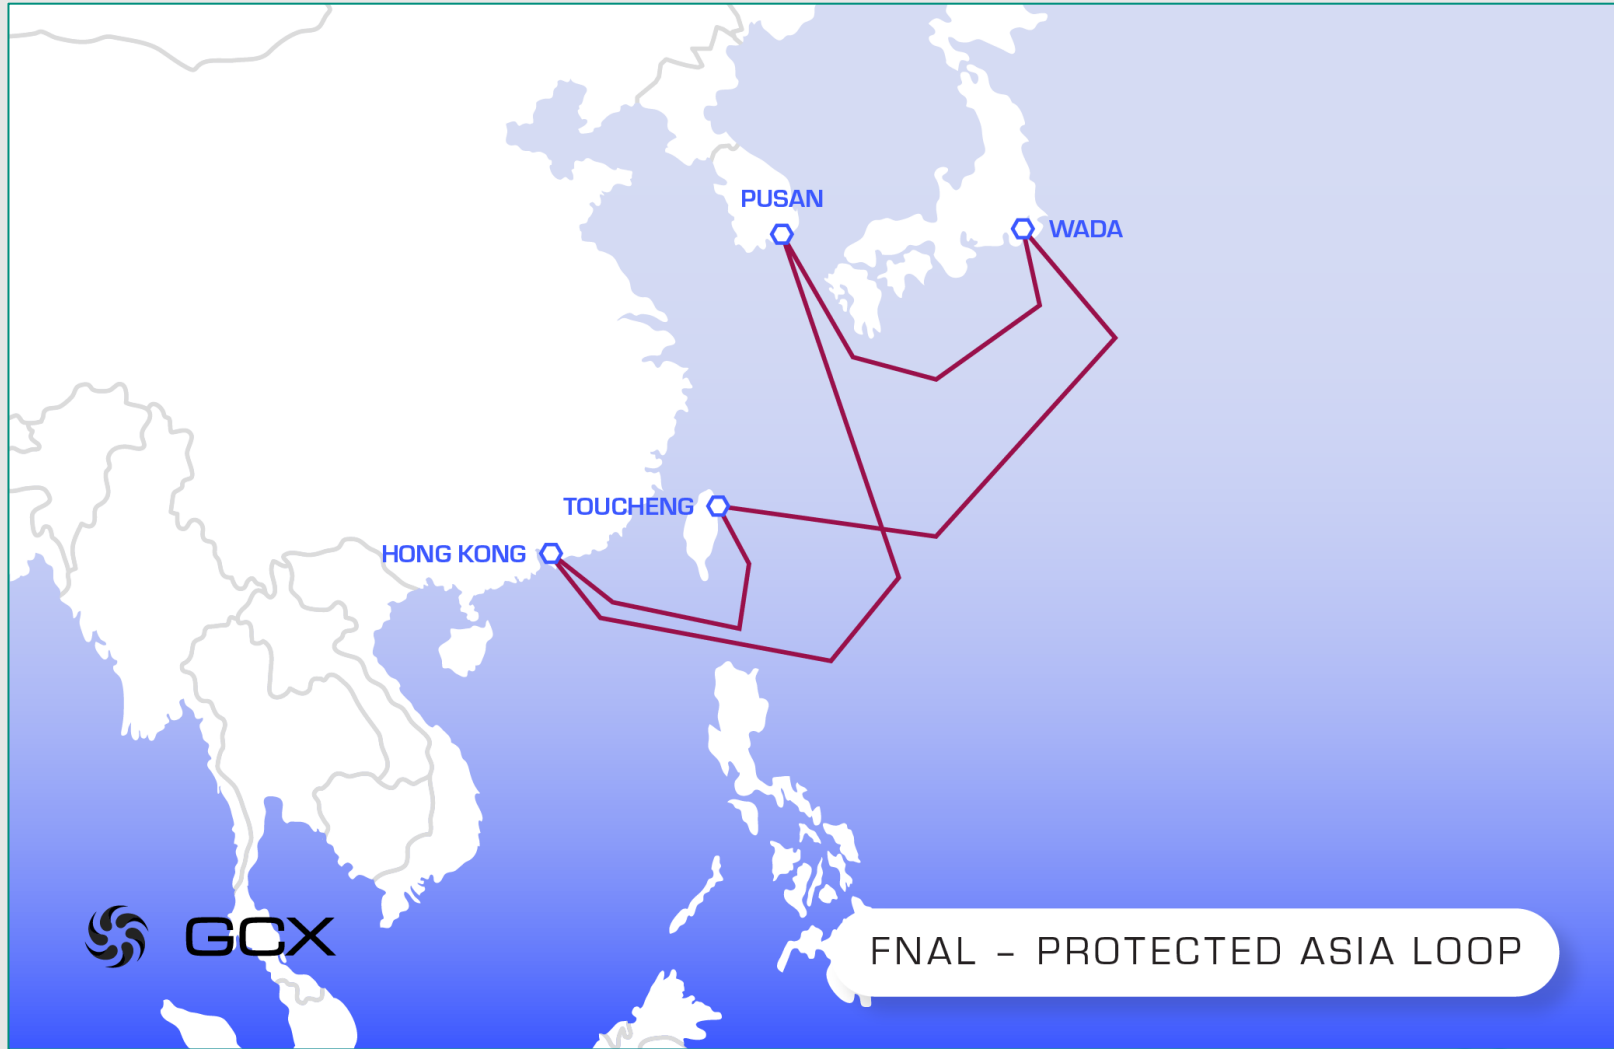 PUSAN
WADA
TOUCHENG
HONG KONG
GCX
FNAL – PROTECTED ASIA LOOP